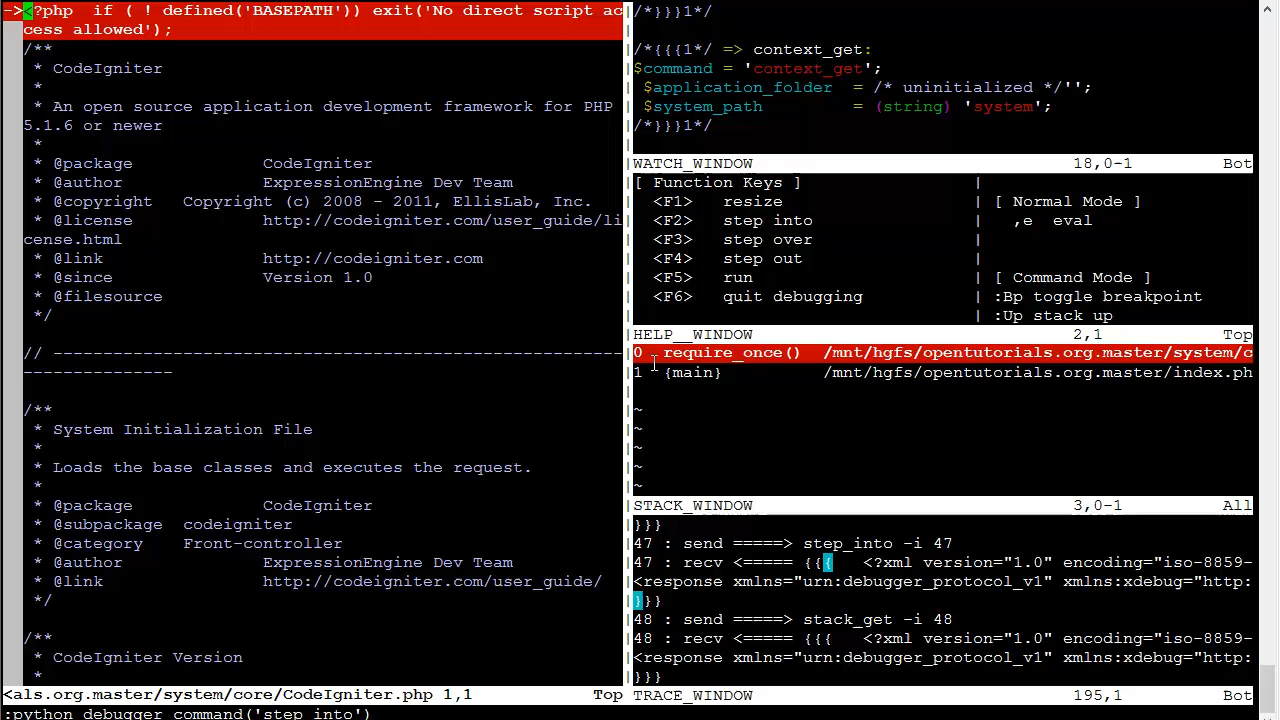 -><?php  if ( ! defined('BASEPATH')) exit('No direct script ac
cess allowed');
/**
 * CodeIgniter
 *
 * An open source application development framework for PHP
5.1.6 or newer
 *
 * @package		CodeIgniter
 * @author		ExpressionEngine Dev Team
 * @copyright	Copyright (c) 2008 - 2011, EllisLab, Inc.
 * @license		http://codeigniter.com/user_guide/li
cense.html
 * @link		http://codeigniter.com
 * @since		Version 1.0
 * @filesource
 */
// ----------------------------------------------------------
---------------
/**
 * System Initialization File
 *
 * Loads the base classes and executes the request.
 *
 * @package		CodeIgniter
 * @subpackage	codeigniter
 * @category	Front-controller
 * @author		ExpressionEngine Dev Team
 * @link		http://codeigniter.com/user_guide/
 */
/**
 * CodeIgniter Version
 *
<als.org.master/system/core/CodeIgniter.php 1,1 Top
:python debugger_command('step_into')
/*}}}1*/
/*{{{1*/ => context_get:
$command = 'context_get';
 $application_folder  = /* uninitialized */'';
 $system_path         = (string) 'system';
/*}}}1*/
WATCH_WINDOW 18,0-1 Bot
[ Function Keys ] |
  <F1>   resize | [ Normal Mode ]
  <F2>   step into |   ,e  eval
  <F3>   step over |
  <F4>   step out |
  <F5>   run | [ Command Mode ]
  <F6>   quit debugging | :Bp toggle breakpoint
| :Up stack up
HELP__WINDOW 2,1 Top
0  require_once()  /mnt/hgfs/opentutorials.org.master/system/c
1  {main}          /mnt/hgfs/opentutorials.org.master/index.ph
~
~
~
~
~
STACK_WINDOW 3,0-1 All
}}}
47 : send =====> step_into -i 47
47 : recv <===== {{{   <?xml version="1.0" encoding="iso-8859-
<response xmlns="urn:debugger_protocol_v1" xmlns:xdebug="http:
}}}
48 : send =====> stack_get -i 48
48 : recv <===== {{{   <?xml version="1.0" encoding="iso-8859-
<response xmlns="urn:debugger_protocol_v1" xmlns:xdebug="http:
}}}
TRACE_WINDOW 195,1 Bot